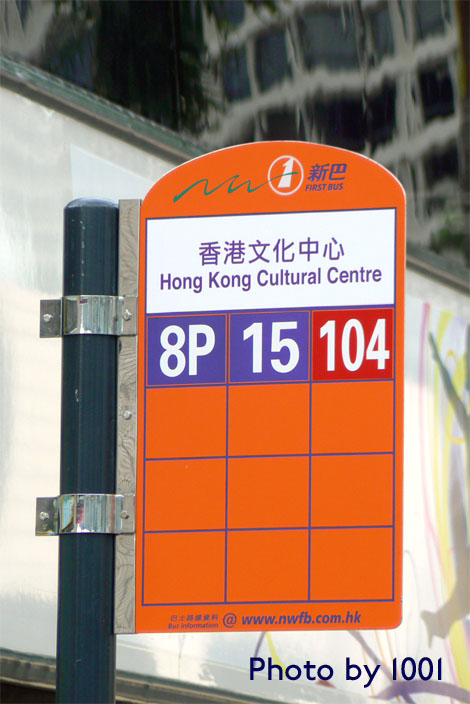 1 新巴
FIRST BUS
香港文化中心
Hong Kong Cultural Centre
8P 15 104
巴士路線資料
Bus information @ www.nwfb.com.hk
Photo by 1001